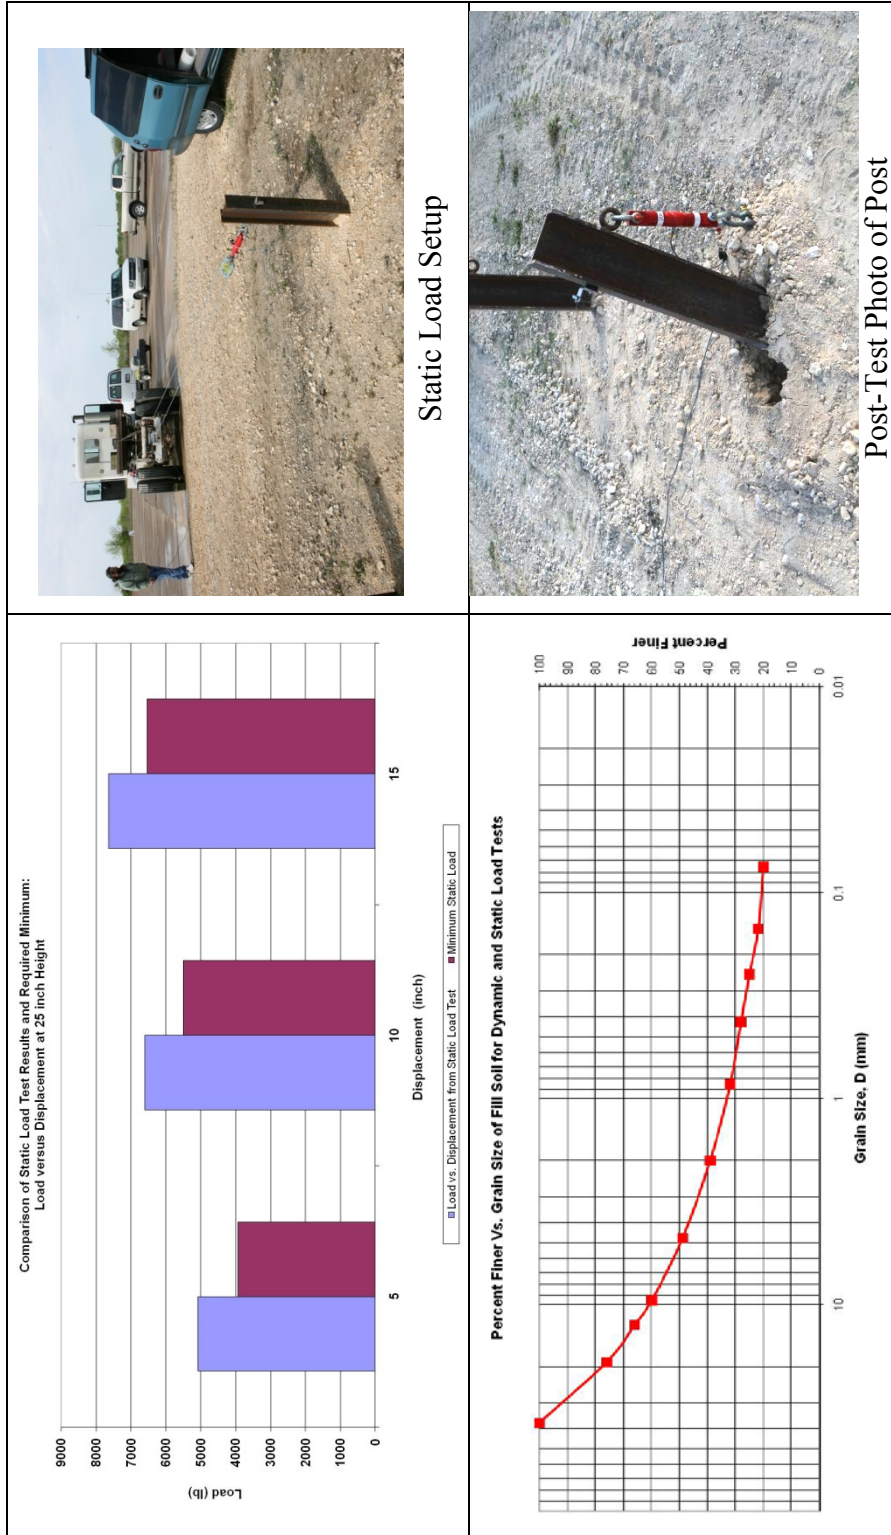 Comparison of Static Load Test Results and Required Minimum:
Load versus Displacement at 25 inch Height
9000
8000
7000
6000
5000
4000
3000
2000
1000
0
Load (lb)
5
10
15
Displacement (inch)
Load vs. Displacement from Static Load Test
Minimum Static Load
Static Load Setup
Percent Finer Vs. Grain Size of Fill Soil for Dynamic and Static Load Tests
10
1
0.1
0.01
Grain Size, D (mm)
100
90
80
70
60
50
40
30
20
10
0
Percent Finer
Post-Test Photo of Post